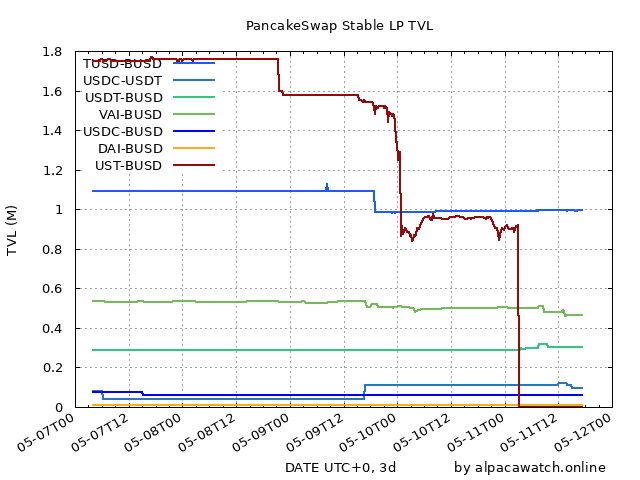 PancakeSwap Stable LP TVL
1.8
1.6
1.4
1.2
1
0.8
0.6
0.4
0.2
0
TVL (M)
TUSD-BUSD
USDC-USDT
USDT-BUSD
VAI-BUSD
USDC-BUSD
DAI-BUSD
UST-BUSD
05-07T00
05-07T12
05-08T00
05-08T12
05-09T00
05-09T12
05-10T00
05-10T12
05-11T00
05-11T12
05-12T00
DATE UTC+0, 3d
by alpacawatch.online